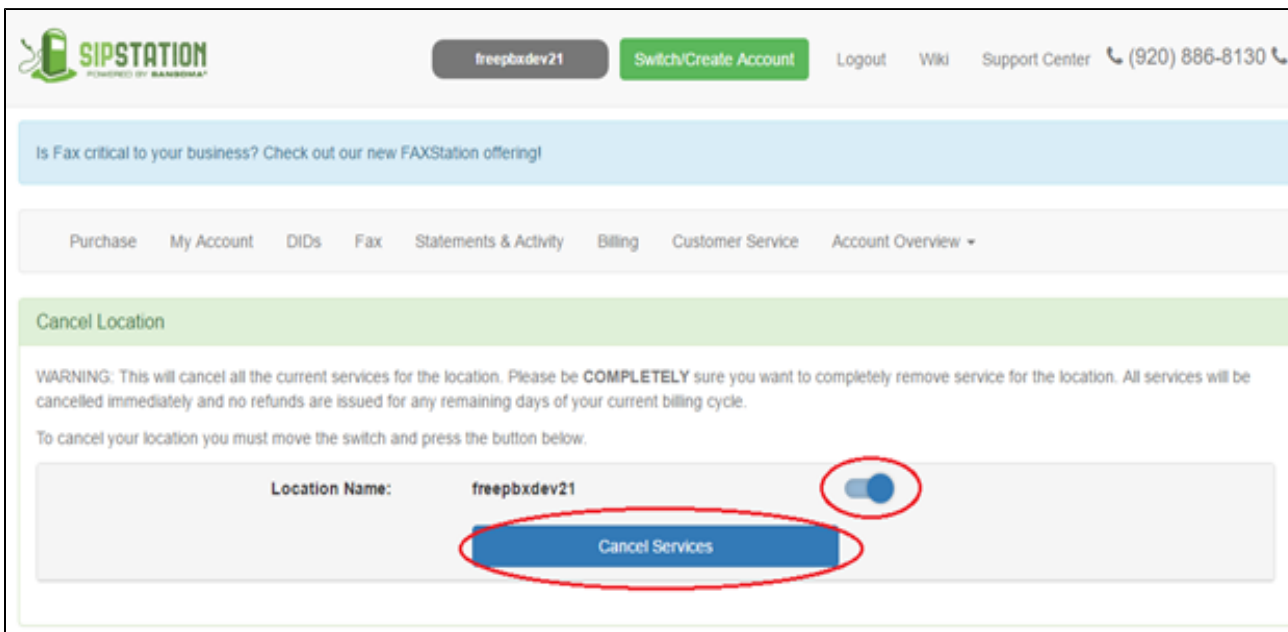 SIPSTATION
POWERED BY SANGOMA
freepbxdev21
Switch/Create Account
Logout
Wiki
Support Center
(920) 886-8130
Is Fax critical to your business? Check out our new FAXStation offering!
Purchase
My Account
DIDs
Fax
Statements & Activity
Billing
Customer Service
Account Overview
Cancel Location
WARNING: This will cancel all the current services for the location. Please be COMPLETELY sure you want to completely remove service for the location. All services will be
cancelled immediately and no refunds are issued for any remaining days of your current billing cycle.
To cancel your location you must move the switch and press the button below.
Location Name:
freepbxdev21
Cancel Services